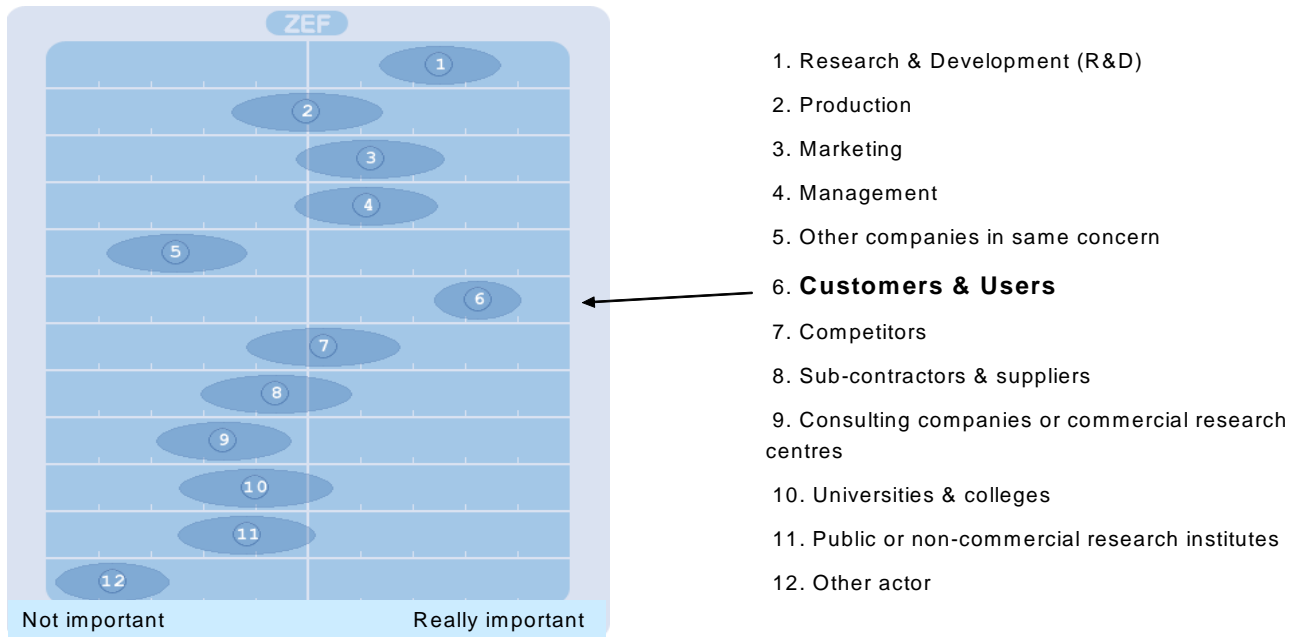 ZEF
1
2
3
4
5
6
7
8
9
10
11
12
Not important
Really important
1. Research & Development (R&D)
2. Production
3. Marketing
4. Management
5. Other companies in same concern
6. Customers & Users
7. Competitors
8. Sub-contractors & suppliers
9. Consulting companies or commercial research
centres
10. Universities & colleges
11. Public or non-commercial research institutes
12. Other actor